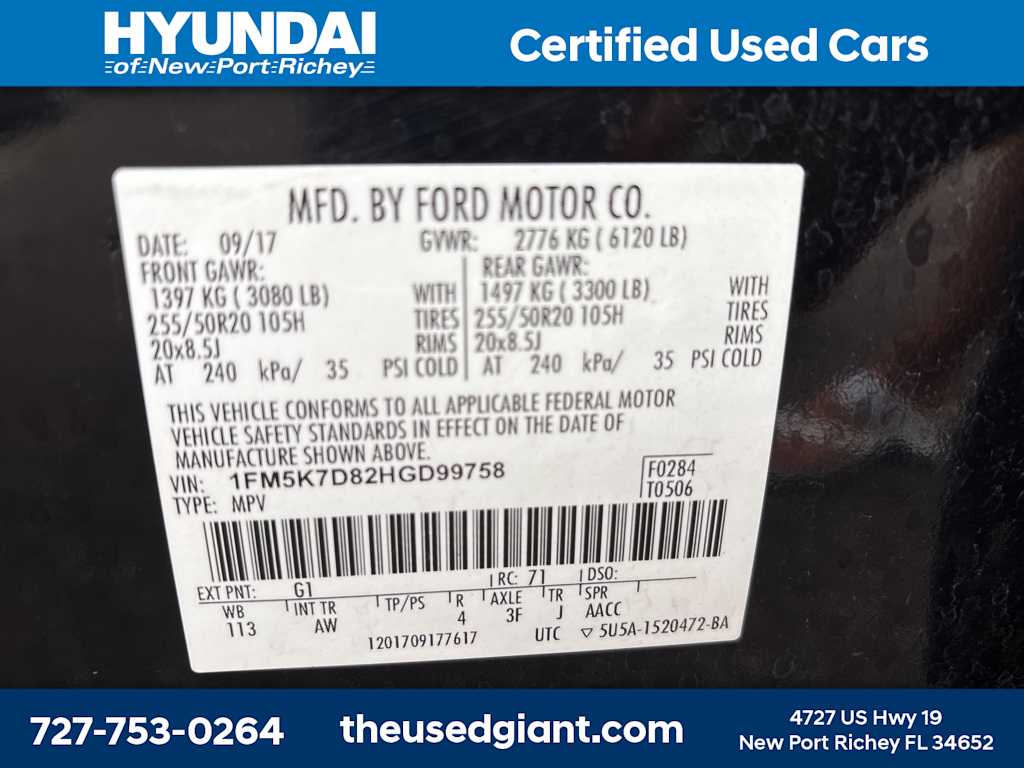 HYUNDAI
of New Port Richey
Certified Used Cars
MFD. BY FORD MOTOR CO.
DATE: 09/17 GVWR: 2776 KG ( 6120 LB)
FRONT GAWR: REAR GAWR:
1397 KG ( 3080 LB) WITH 1497 KG ( 3300 LB) WITH
255/50R20 105H TIRES 255/50R20 105H TIRES
20x8.5J RIMS 20x8.5J RIMS
AT 240 kPa/ 35 PSI COLD AT 240 kPa/ 35 PSI COLD
THIS VEHICLE CONFORMS TO ALL APPLICABLE FEDERAL MOTOR
VEHICLE SAFETY STANDARDS IN EFFECT ON THE DATE OF
MANUFACTURE SHOWN ABOVE.
VIN: 1FM5K7D82HGD99758 F0284
TYPE: MPV T0506
EXT PNT: G1 RC: 71 DSO:
WB INT TR TP/PS R AXLE TR SPR
113 AW 4 3F J AACC
1201709177617 UTC ▽ 5U5A-1520472-BA
727-753-0264
theusedgiant.com
4727 US Hwy 19
New Port Richey FL 34652